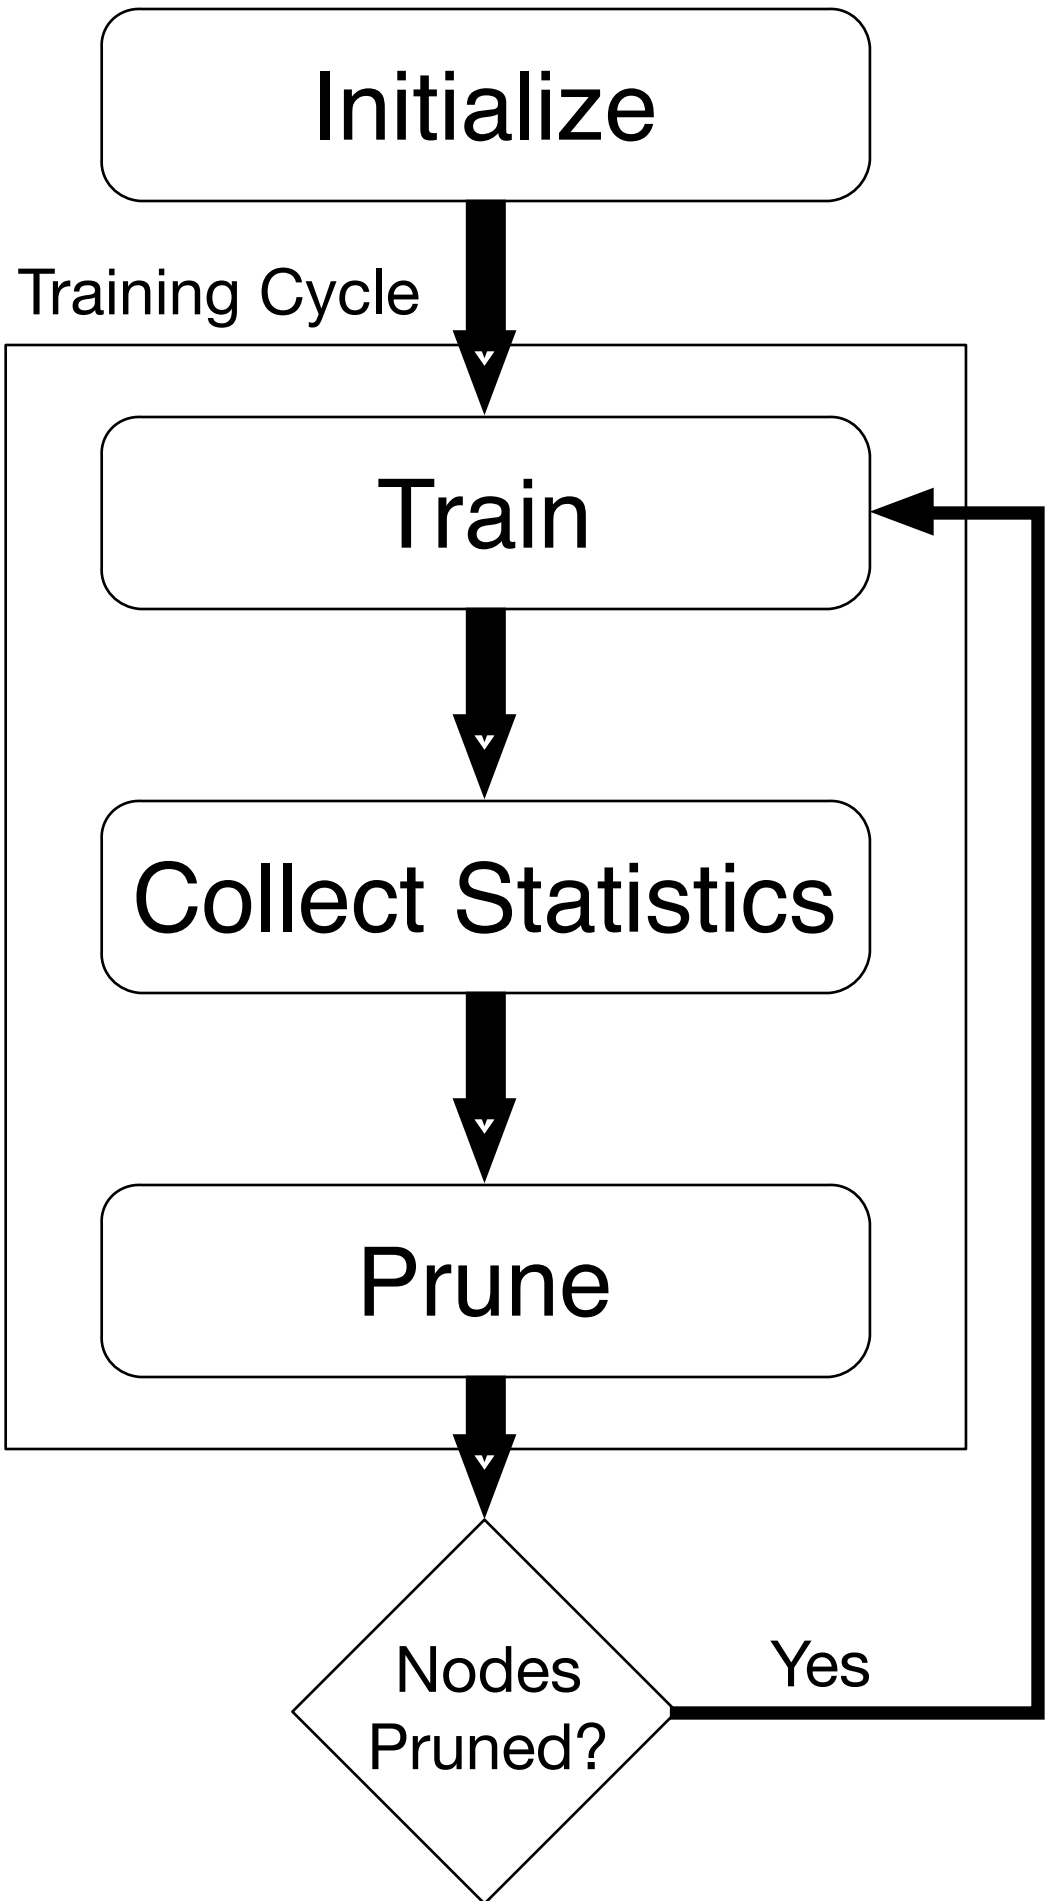 Initialize
Training Cycle
Train
Collect Statistics
Prune
Nodes
Pruned?
Yes